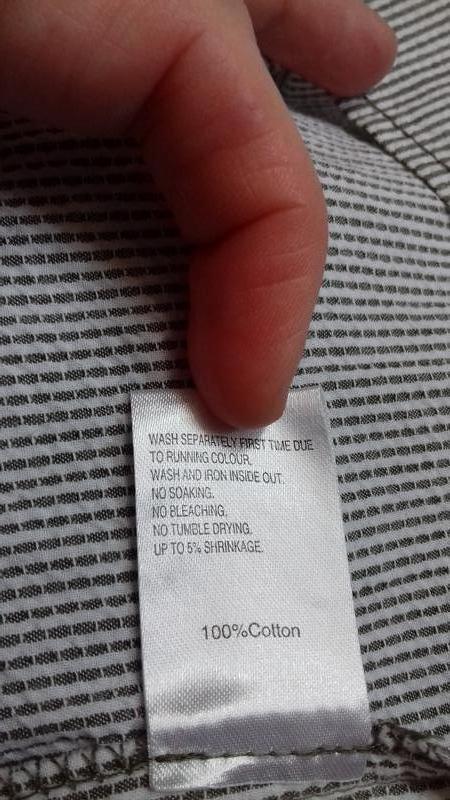 WASH SEPARATELY FIRST TIME DUE
TO RUNNING COLOUR.
WASH AND IRON INSIDE OUT.
NO SOAKING.
NO BLEACHING.
NO TUMBLE DRYING.
UP TO 5% SHRINKAGE.
100%Cotton